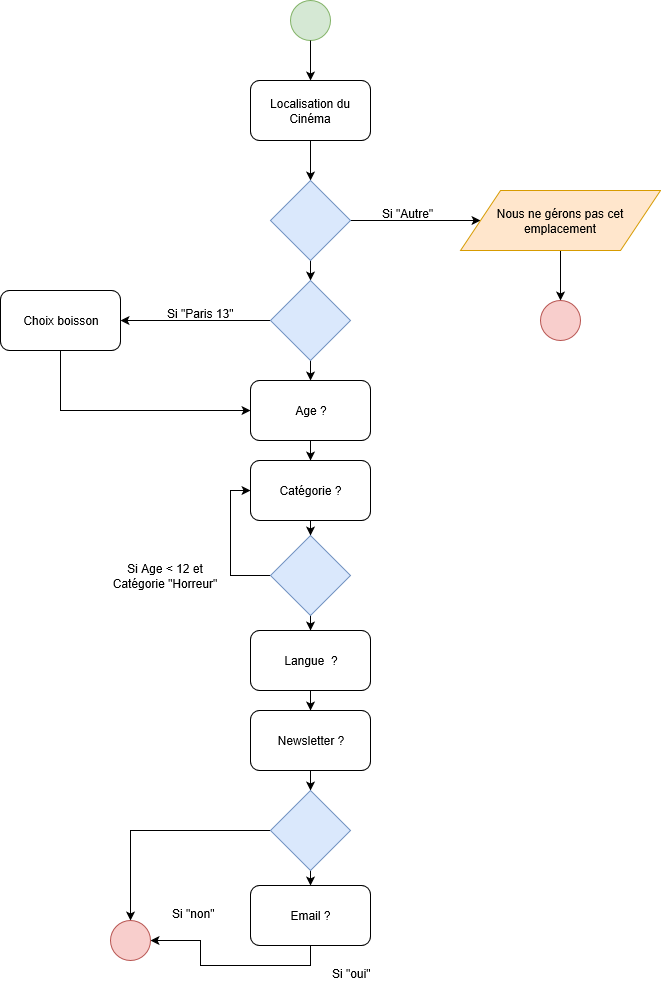 Localisation du
Cinéma
Si "Autre"
Nous ne gérons pas cet
emplacement
Si "Paris 13"
Choix boisson
Age ?
Catégorie ?
Si Age < 12 et
Catégorie "Horreur"
Langue  ?
Newsletter ?
Si "non"
Email ?
Si "oui"